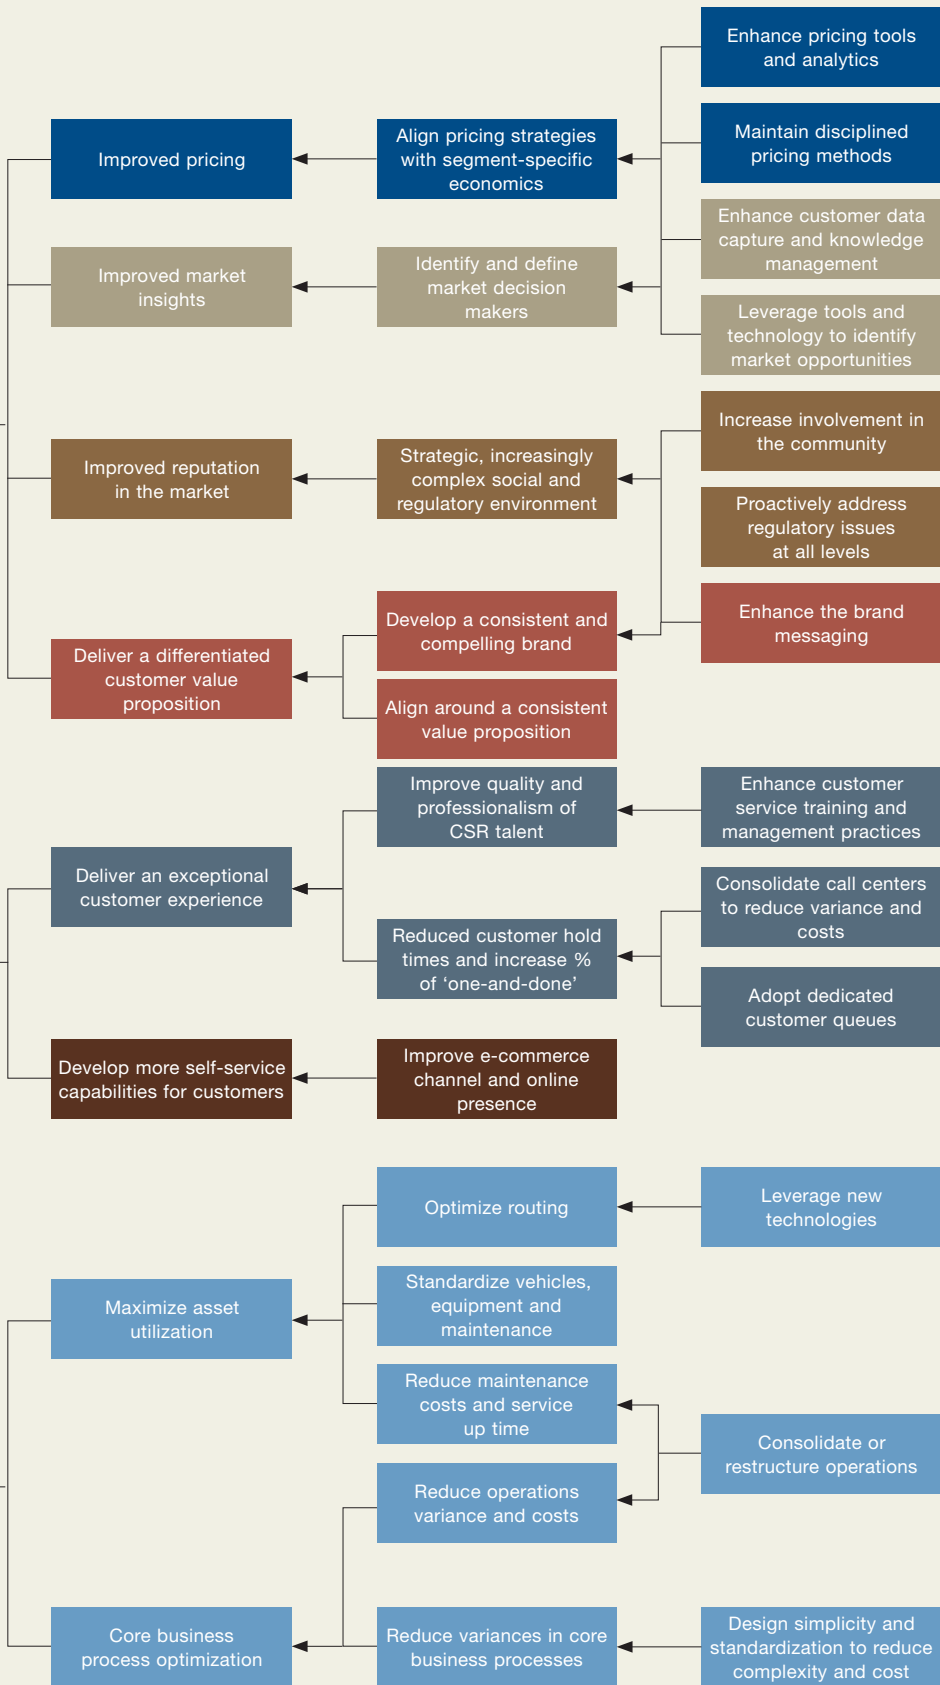 Enhance pricing tools
and analytics
Improved pricing
Align pricing strategies
with segment-specific
economics
Maintain disciplined
pricing methods
Enhance customer data
capture and knowledge
management
Improved market
insights
Identify and define
market decision
makers
Leverage tools and
technology to identify
market opportunities
Increase involvement in
the community
Improved reputation
in the market
Strategic, increasingly
complex social and
regulatory environment
Proactively address
regulatory issues
at all levels
Develop a consistent and
compelling brand
Enhance the brand
messaging
Deliver a differentiated
customer value
proposition
Align around a consistent
value proposition
Improve quality and
professionalism of
CSR talent
Enhance customer
service training and
management practices
Deliver an exceptional
customer experience
Consolidate call centers
to reduce variance and
costs
Reduced customer hold
times and increase %
of ‘one-and-done’
Adopt dedicated
customer queues
Develop more self-service
capabilities for customers
Improve e-commerce
channel and online
presence
Optimize routing
Leverage new
technologies
Maximize asset
utilization
Standardize vehicles,
equipment and
maintenance
Reduce maintenance
costs and service
up time
Consolidate or
restructure operations
Reduce operations
variance and costs
Core business
process optimization
Reduce variances in core
business processes
Design simplicity and
standardization to reduce
complexity and cost